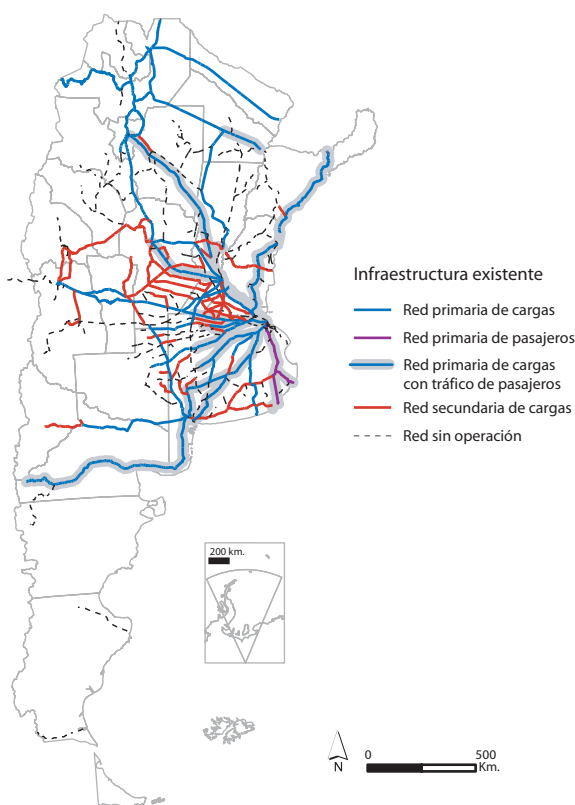 Infraestructura existente
Red primaria de cargas
Red primaria de pasajeros
Red primaria de cargas
con tráfico de pasajeros
Red secundaria de cargas
Red sin operación
200 km.
N
0 500
Km.